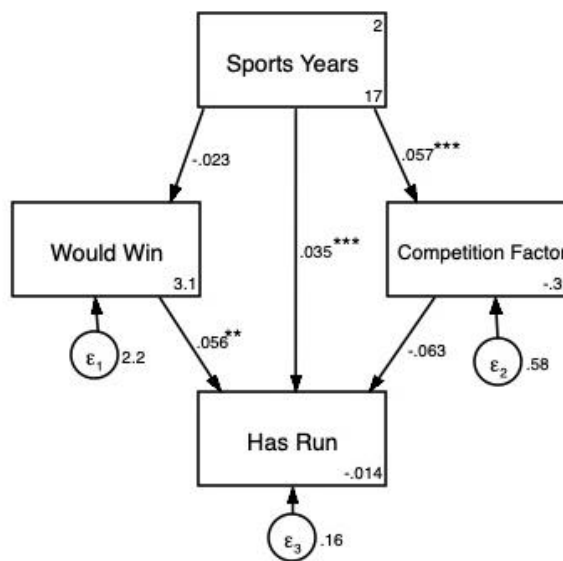 2
Sports Years
17
-.023
.057***
.035***
Would Win
3.1
Competition Factor
-.3
ε1
2.2
.056**
-.063
ε2
.58
Has Run
-.014
ε3
.16